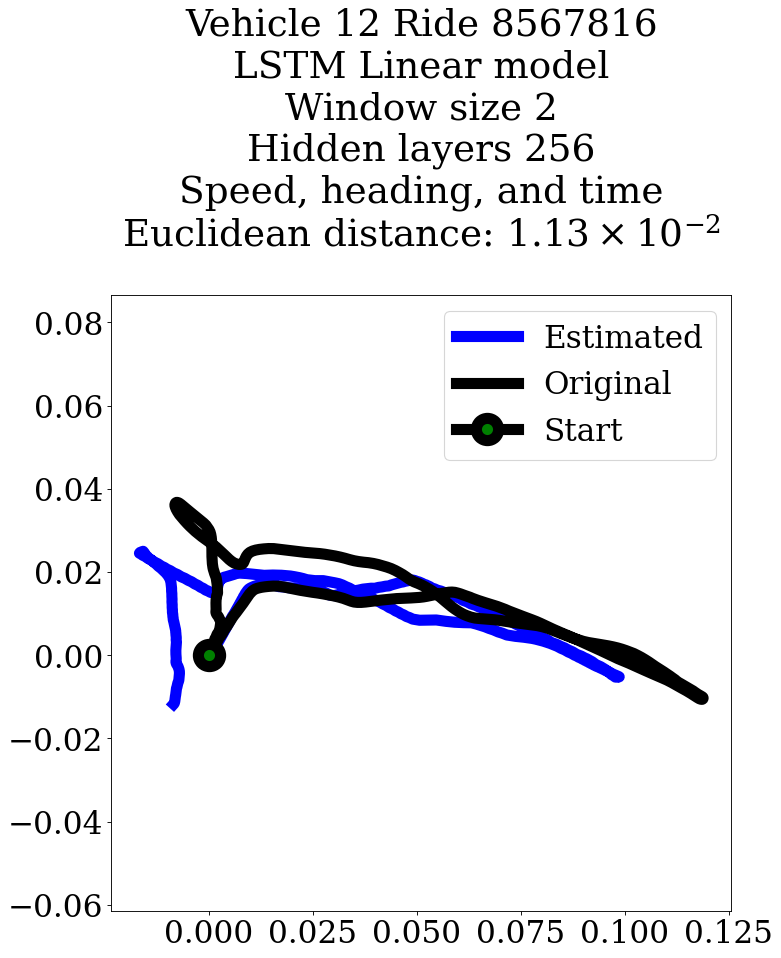 Vehicle 12 Ride 8567816
LSTM Linear model
Window size 2
Hidden layers 256
Speed, heading, and time
Euclidean distance: 1.13 × 10⁻²
Estimated
Original
Start
0.08
0.06
0.04
0.02
0.00
−0.02
−0.04
−0.06
0.000 0.025 0.050 0.075 0.100 0.125